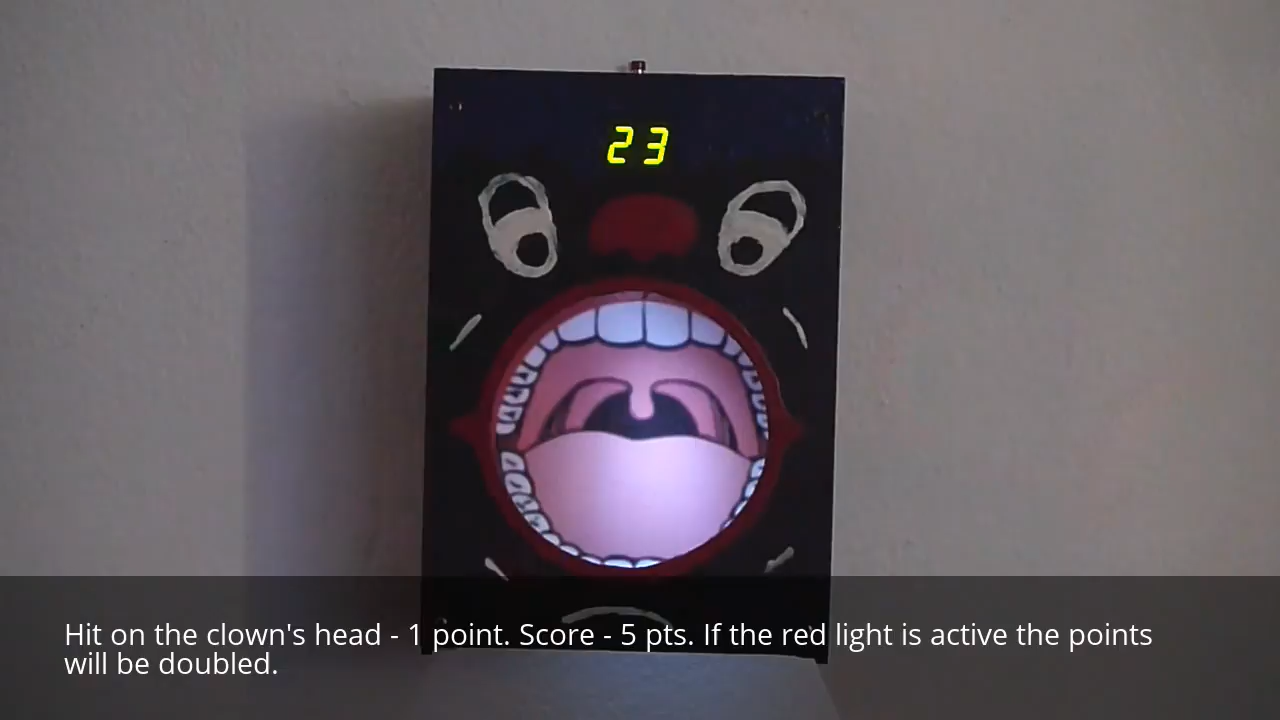 23
Hit on the clown's head - 1 point. Score - 5 pts. If the red light is active the points
will be doubled.